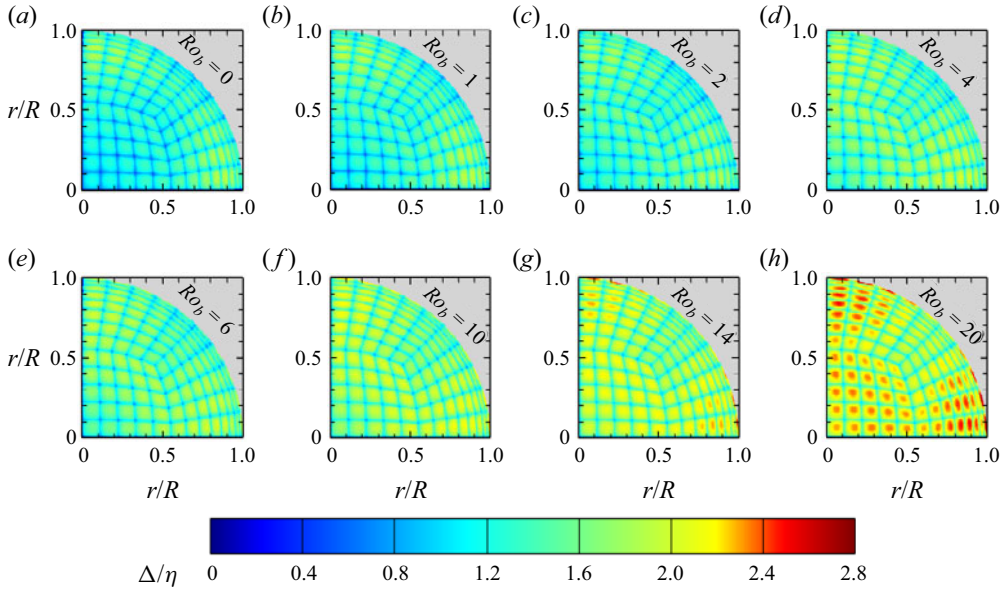 (a) (b) (c) (d)
1.0 1.0 1.0 1.0
Ro_b = 0 Ro_b = 1 Ro_b = 2 Ro_b = 4
r/R 0.5 0.5 0.5 0.5
0 0 0 0
0 0.5 1.0 0 0.5 1.0 0 0.5 1.0 0 0.5 1.0
(e) (f) (g) (h)
1.0 1.0 1.0 1.0
Ro_b = 6 Ro_b = 10 Ro_b = 14 Ro_b = 20
r/R 0.5 0.5 0.5 0.5
0 0 0 0
0 0.5 1.0 0 0.5 1.0 0 0.5 1.0 0 0.5 1.0
r/R r/R r/R r/R
Δ/η 0 0.4 0.8 1.2 1.6 2.0 2.4 2.8